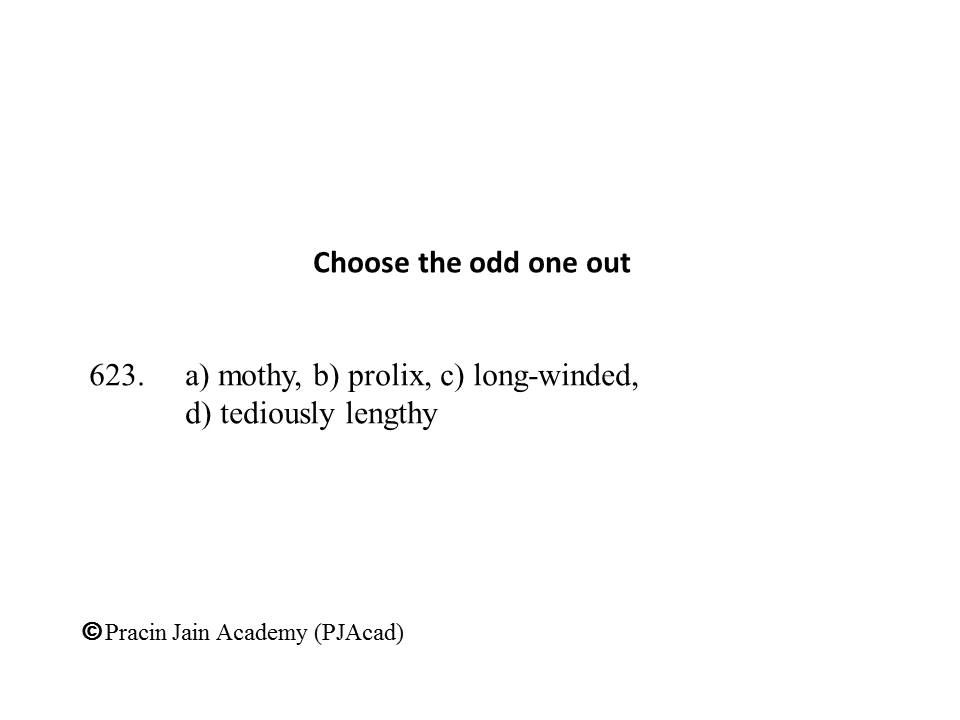 Choose the odd one out
623. a) mothy, b) prolix, c) long-winded,
d) tediously lengthy
©Pracin Jain Academy (PJAcad)